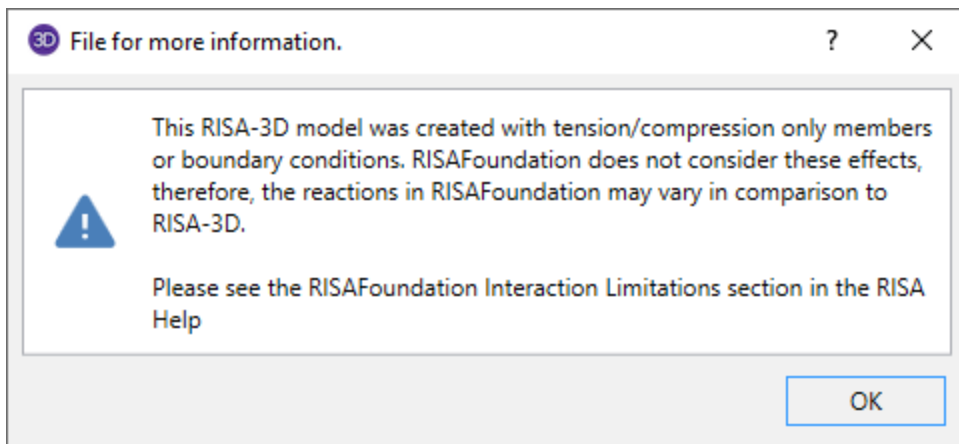 3D File for more information.
?
This RISA-3D model was created with tension/compression only members
or boundary conditions. RISAFoundation does not consider these effects,
therefore, the reactions in RISAFoundation may vary in comparison to
RISA-3D.
Please see the RISAFoundation Interaction Limitations section in the RISA
Help
OK